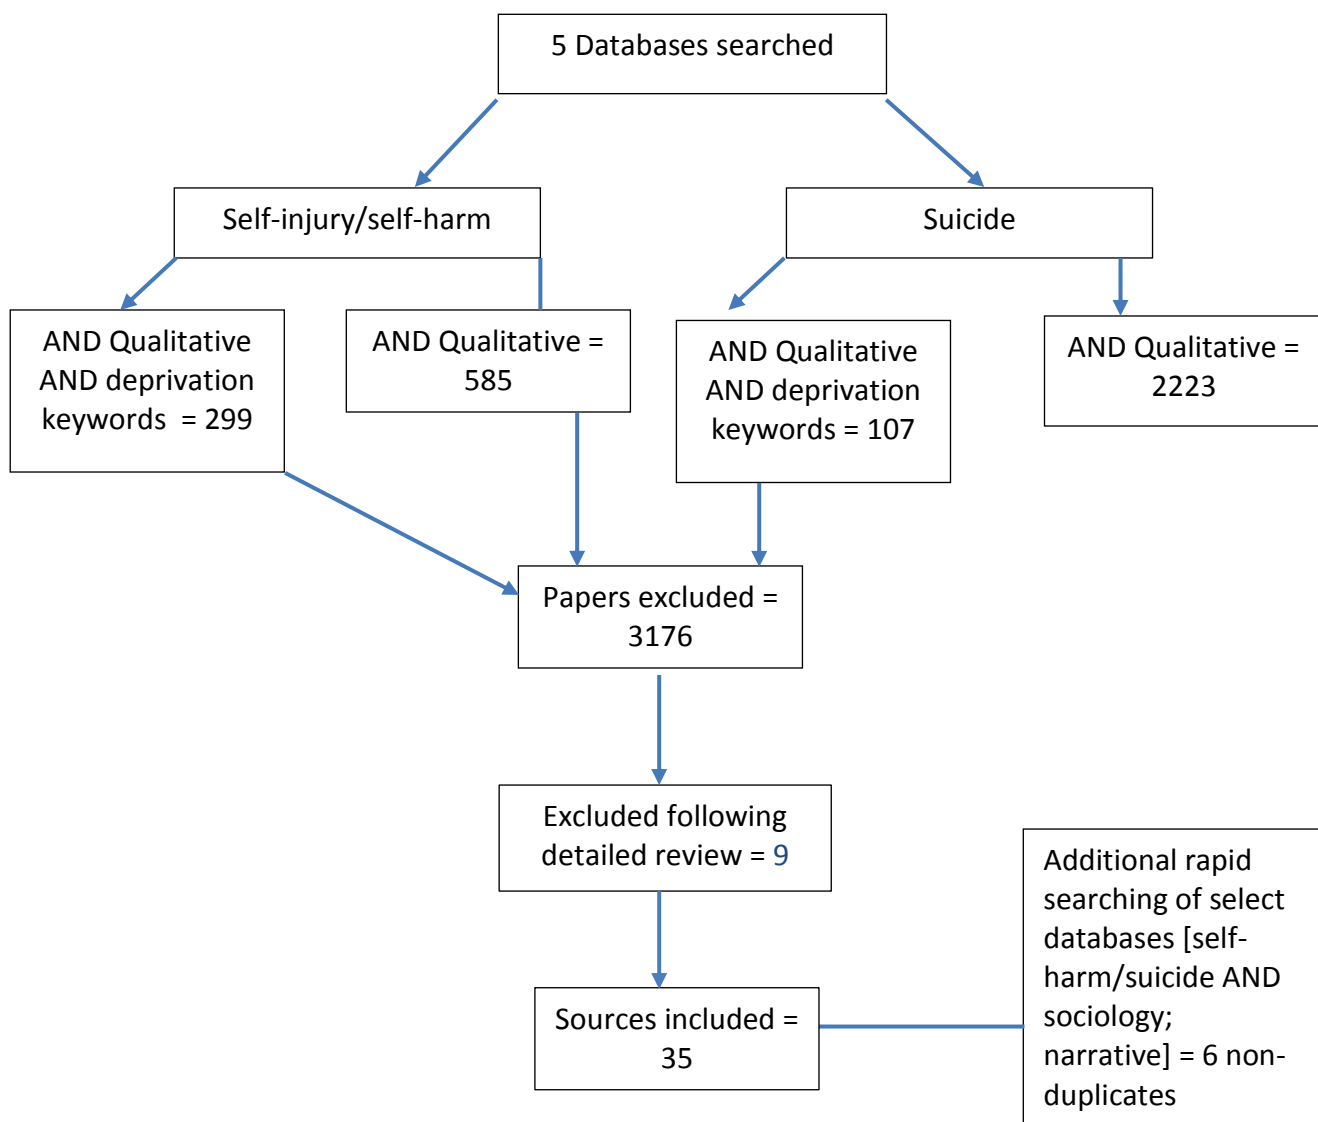 5 Databases searched
Self-injury/self-harm
Suicide
AND Qualitative
AND deprivation
keywords  = 299
AND Qualitative =
585
AND Qualitative
AND deprivation
keywords = 107
AND Qualitative =
2223
Papers excluded =
3176
Excluded following
detailed review = 9
Sources included =
35
Additional rapid
searching of select
databases [self-
harm/suicide AND
sociology;
narrative] = 6 non-
duplicates